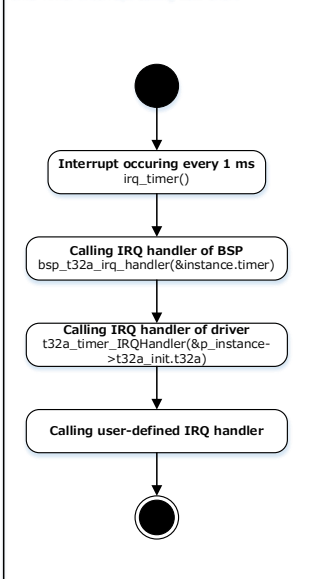 Interrupt occuring every 1 ms
irq_timer()
Calling IRQ handler of BSP
bsp_t32a_irq_handler(&instance.timer)
Calling IRQ handler of driver
t32a_timer_IRQHandler(&p_instance-
>t32a_init.t32a)
Calling user-defined IRQ handler